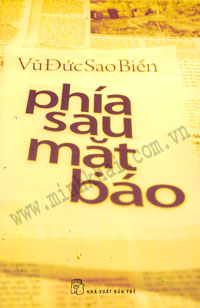 Vũ Đức Sao Biển
phía
sau
mặt
báo
www.minhkhai.com.vn
NHÀ XUẤT BẢN TRẺ